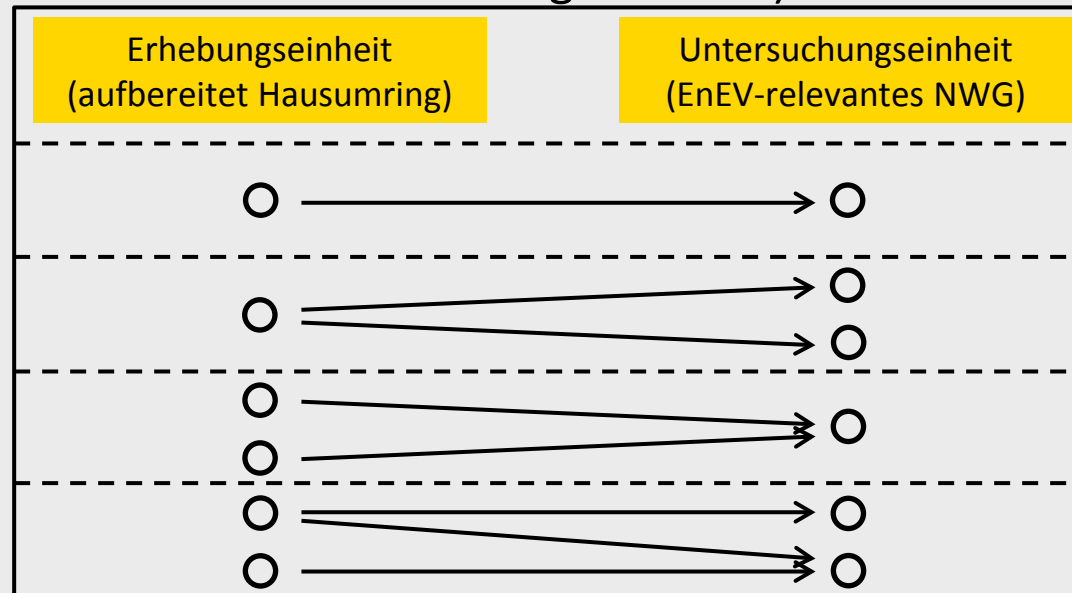 Erhebungseinheit
(aufbereitet Hausumring)
Untersuchungseinheit
(EnEV-relevantes NWG)